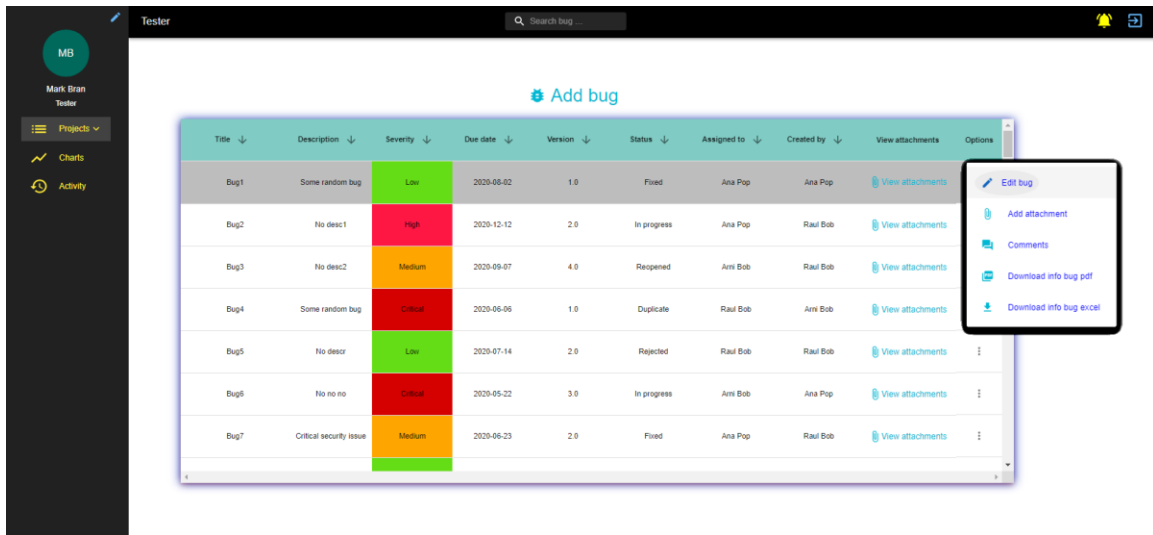 Tester
Search bug ...
MB
Mark Bran
Tester
Projects
Charts
Activity
Add bug
Title Description Severity Due date Version Status Assigned to Created by View attachments Options
Bug1 Some random bug Low 2020-08-02 1.0 Fixed Ana Pop Ana Pop View attachments
Bug2 No desc1 High 2020-12-12 2.0 In progress Ana Pop Raul Bob View attachments
Bug3 No desc2 Medium 2020-09-07 4.0 Reopened Arni Bob Raul Bob View attachments
Bug4 Some random bug Critical 2020-06-06 1.0 Duplicate Raul Bob Arni Bob View attachments
Bug5 No descr Low 2020-07-14 2.0 Rejected Raul Bob Raul Bob View attachments
Bug6 No no no Critical 2020-05-22 3.0 In progress Arni Bob Ana Pop View attachments
Bug7 Critical security issue Medium 2020-06-23 2.0 Fixed Ana Pop Raul Bob View attachments
Edit bug
Add attachment
Comments
Download info bug pdf
Download info bug excel